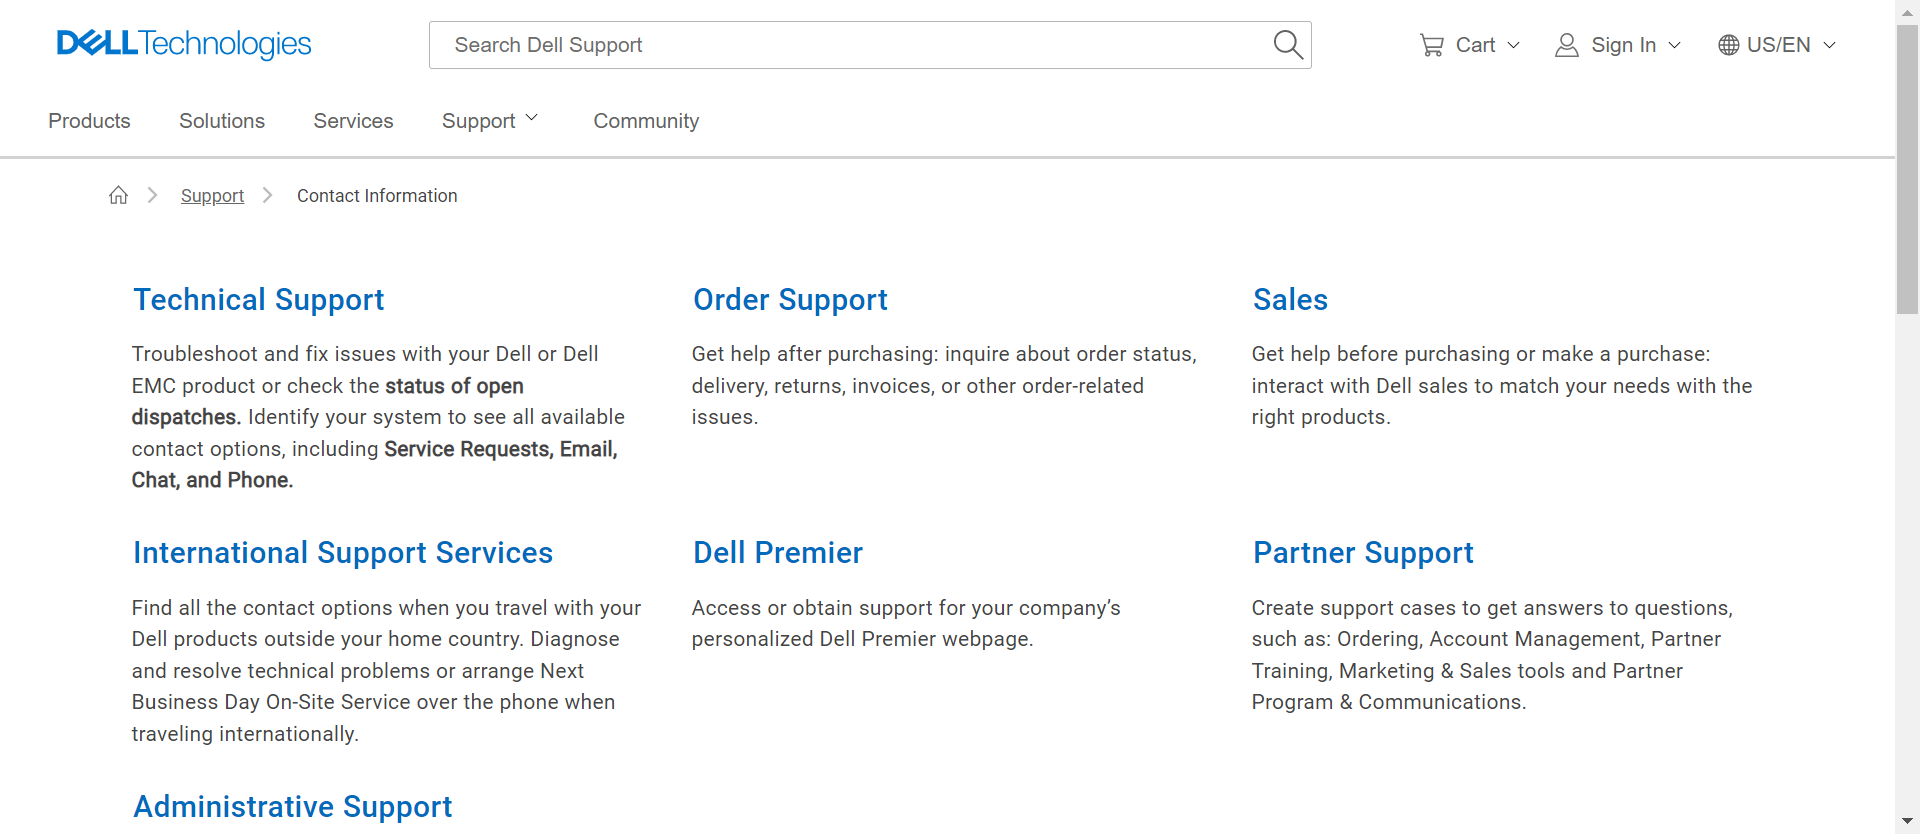 DELLTechnologies
Search Dell Support
Cart
Sign In
US/EN
Products
Solutions
Services
Support
Community
Support
Contact Information
Technical Support
Troubleshoot and fix issues with your Dell or Dell
EMC product or check the status of open
dispatches. Identify your system to see all available
contact options, including Service Requests, Email,
Chat, and Phone.
Order Support
Get help after purchasing: inquire about order status,
delivery, returns, invoices, or other order-related
issues.
Sales
Get help before purchasing or make a purchase:
interact with Dell sales to match your needs with the
right products.
International Support Services
Find all the contact options when you travel with your
Dell products outside your home country. Diagnose
and resolve technical problems or arrange Next
Business Day On-Site Service over the phone when
traveling internationally.
Dell Premier
Access or obtain support for your company’s
personalized Dell Premier webpage.
Partner Support
Create support cases to get answers to questions,
such as: Ordering, Account Management, Partner
Training, Marketing & Sales tools and Partner
Program & Communications.
Administrative Support